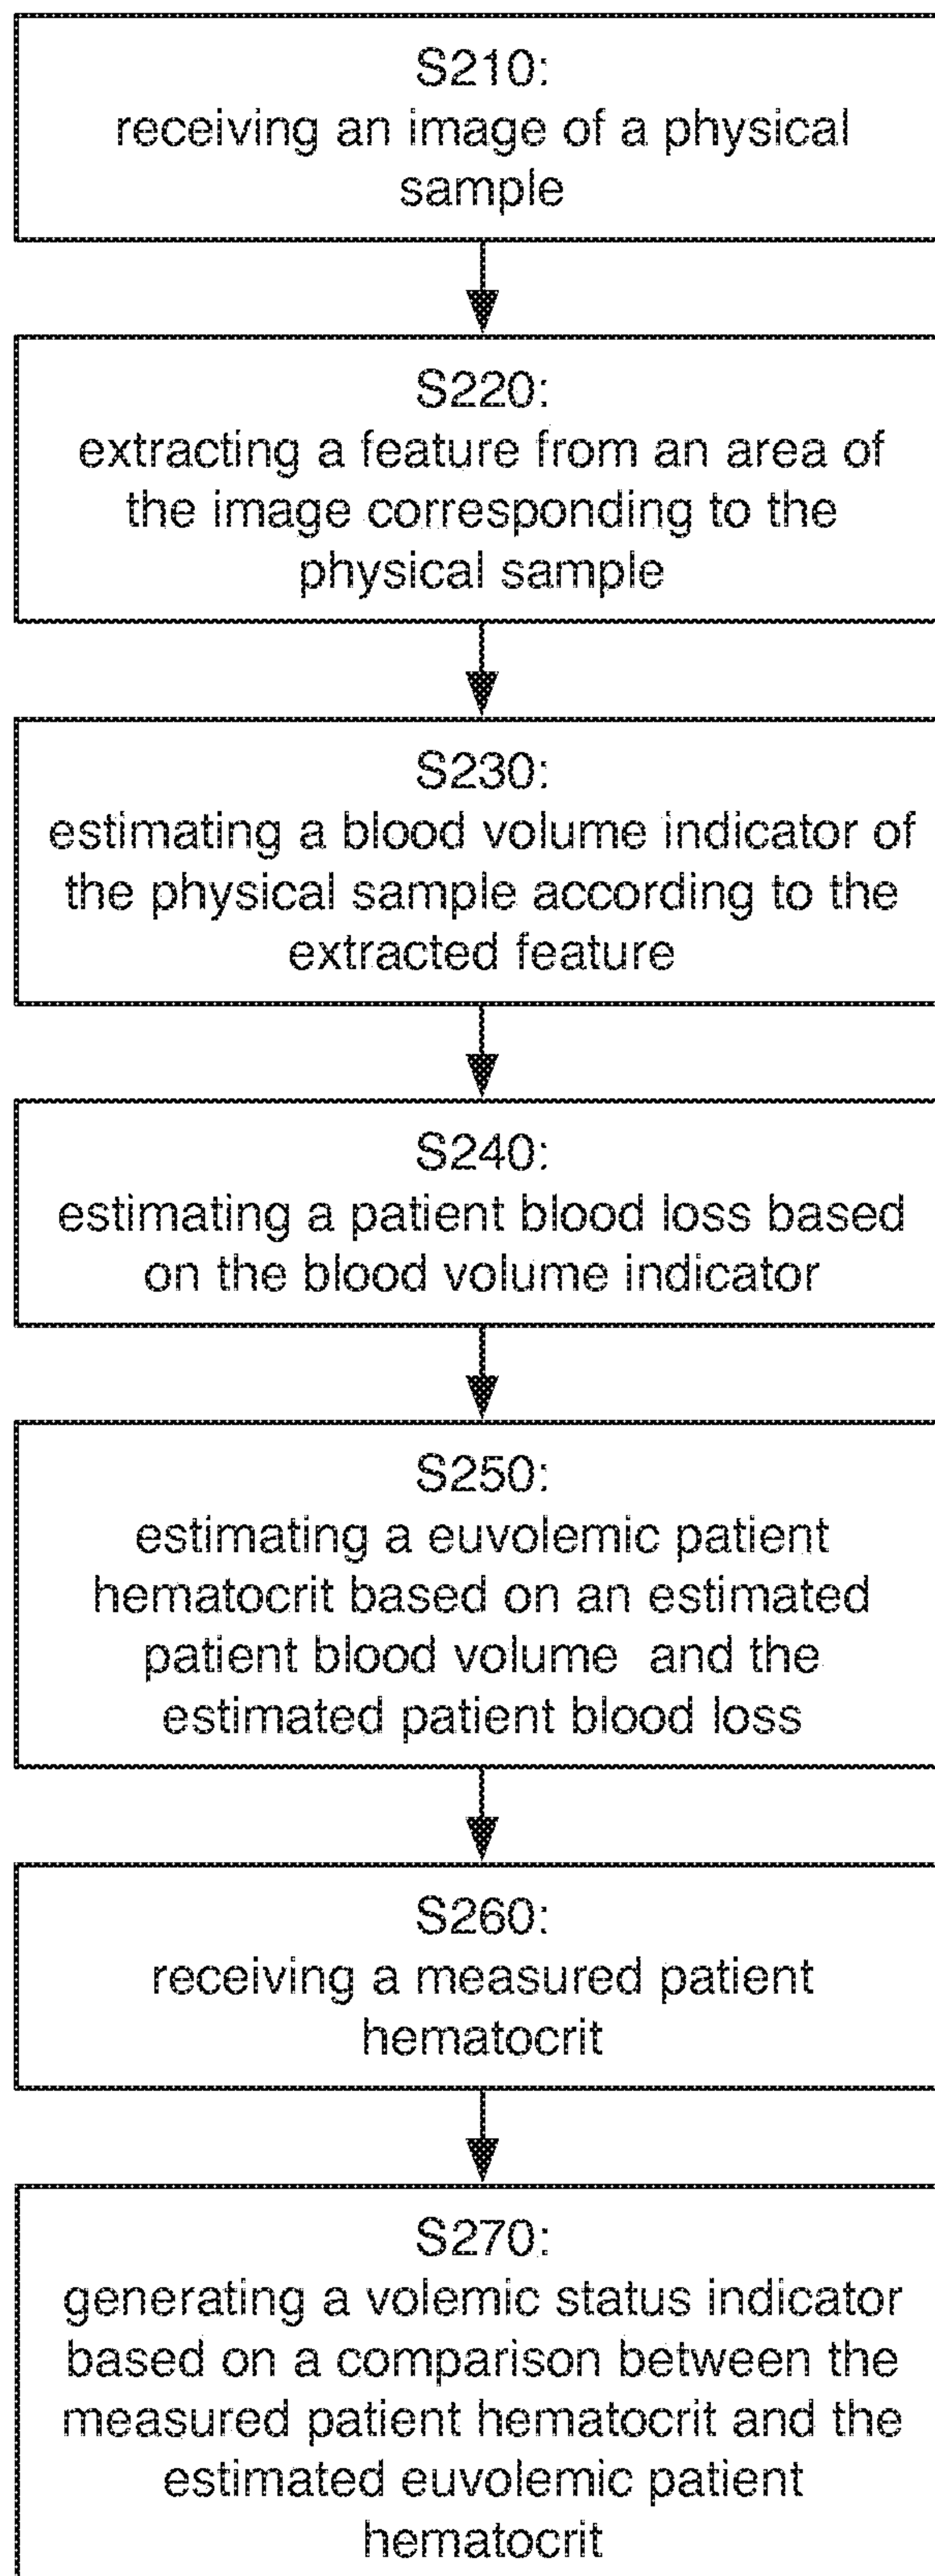 S210:
receiving an image of a physical
sample
S220:
extracting a feature from an area of
the image corresponding to the
physical sample
S230:
estimating a blood volume indicator of
the physical sample according to the
extracted feature
S240:
estimating a patient blood loss based
on the blood volume indicator
S250:
estimating a euvolemic patient
hematocrit based on an estimated
patient blood volume and the
estimated patient blood loss
S260:
receiving a measured patient
hematocrit
S270:
generating a volemic status indicator
based on a comparison between the
measured patient hematocrit and the
estimated euvolemic patient
hematocrit